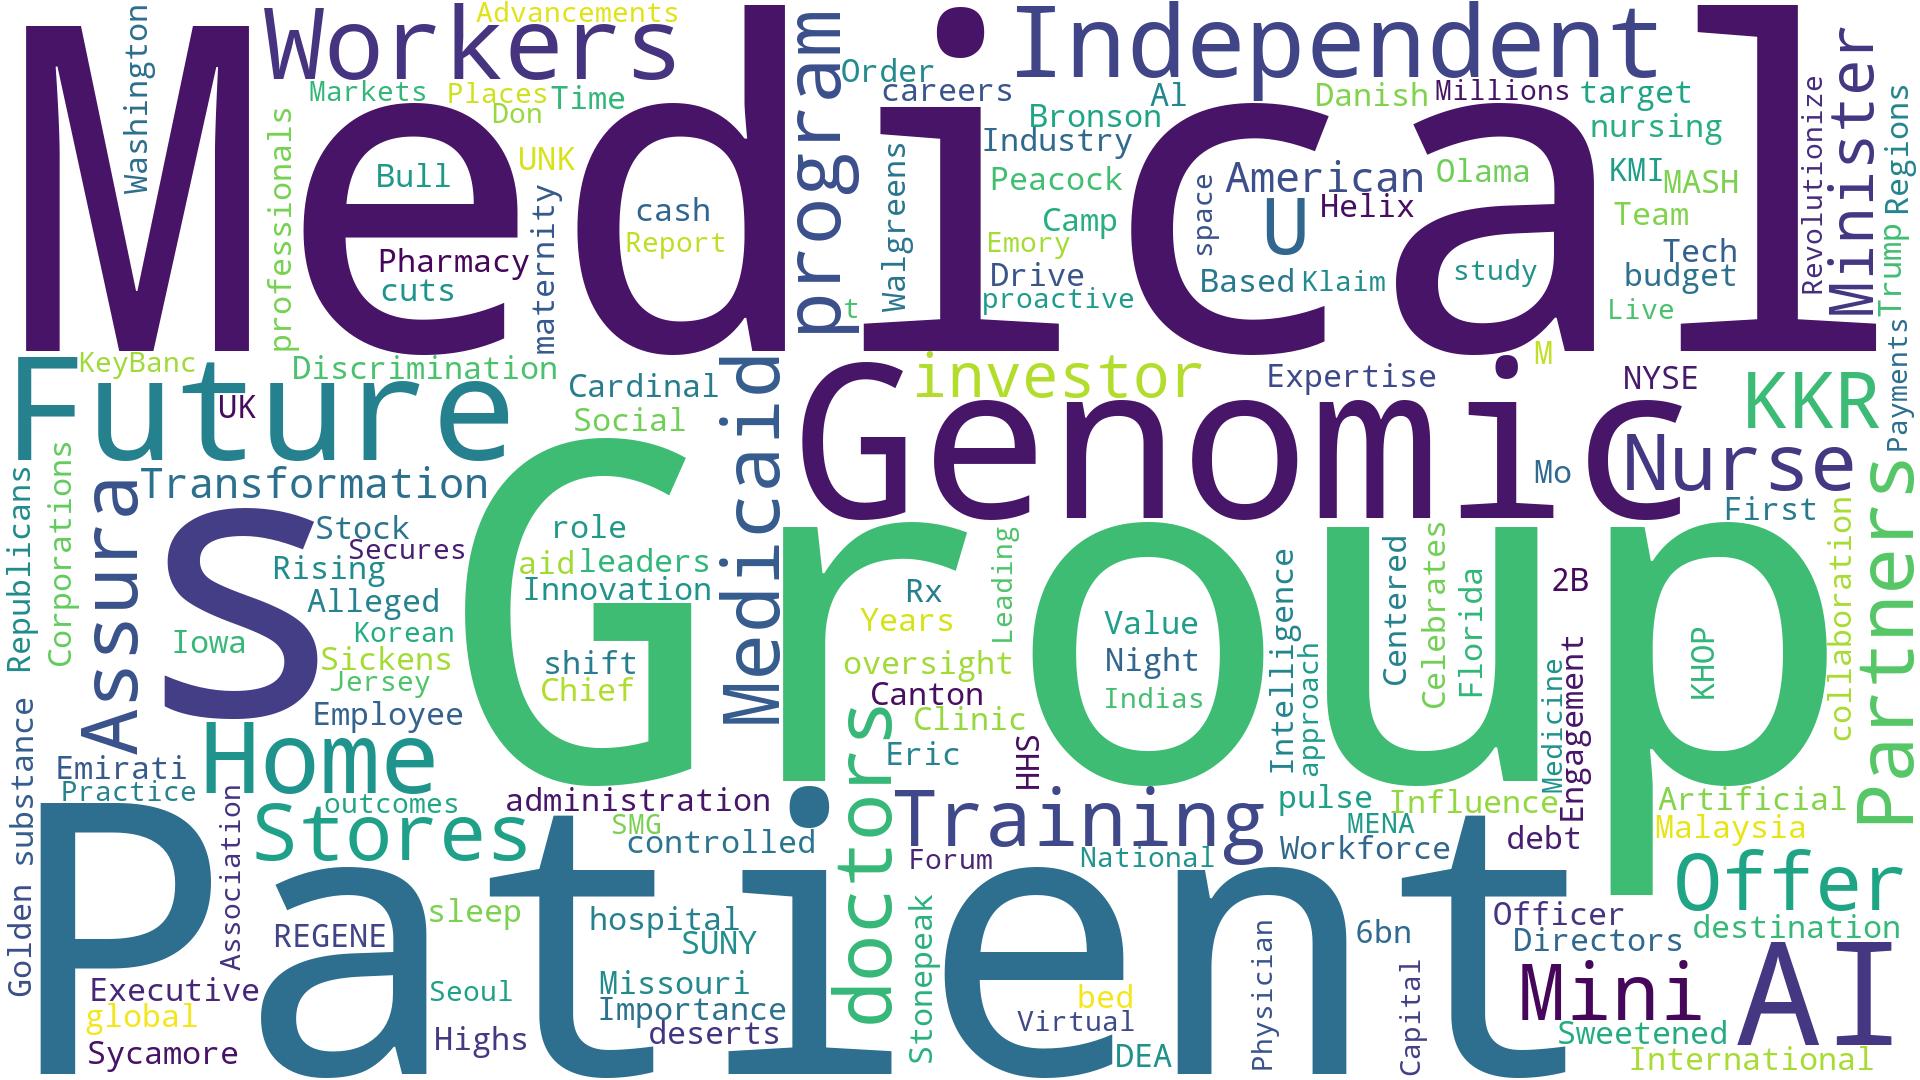 Medical
Washington
Workers
Advancements
Markets
Places
Time
Don
UNK
professionals
Bull
Pharmacy
cuts
maternity
cash
Report
program
Order
careers
Independent
Al
Bronson
Industry
Danish
Millions
target
nursing
Walgreens
Peacock
Camp
Emory
Drive
proactive
t
space
American
U
Helix
Olama
KMI
MASH
Team
Tech
budget
Based
Klaim
study
Live
Revolutionize
Minister
Trump
Regions
Payments
KeyBanc
Future
UK
Discrimination
Cardinal
Social
Medicaid
investor
Genomic
Expertise
M
NYSE
KKR
Nurse
Mo
First
Republicans
Corporations
Assura
Transformation
s
Stock
Secures
Rising
Alleged
Korean
Iowa
Sickens
Jersey
Employee
Group
role
aid
leaders
Innovation
shift
Chief
Rx
Years
Leading
oversight
Canton
Clinic
Eric
HHS
Value
Night
Indias
Intelligence
approach
Centered
Celebrates
Florida
2B
Medicine
Engagement
KHOP
collaboration
Partners
Golden
substance
Emirati
Practice
Home
Stores
outcomes
Association
administration
SMG
controlled
doctors
Training
Forum
National
pulse
Influence
MENA
Workforce
debt
Artificial
Malaysia
Offer
destination
Patient
REGENE
sleep
hospital
SUNY
Executive
global
Sycamore
Seoul
Highs
Missouri
Importance
deserts
Stonepeak
bed
Virtual
DEA
Physician
6bn
Capital
Officer
Directors
Mini
AI
Sweetened
International